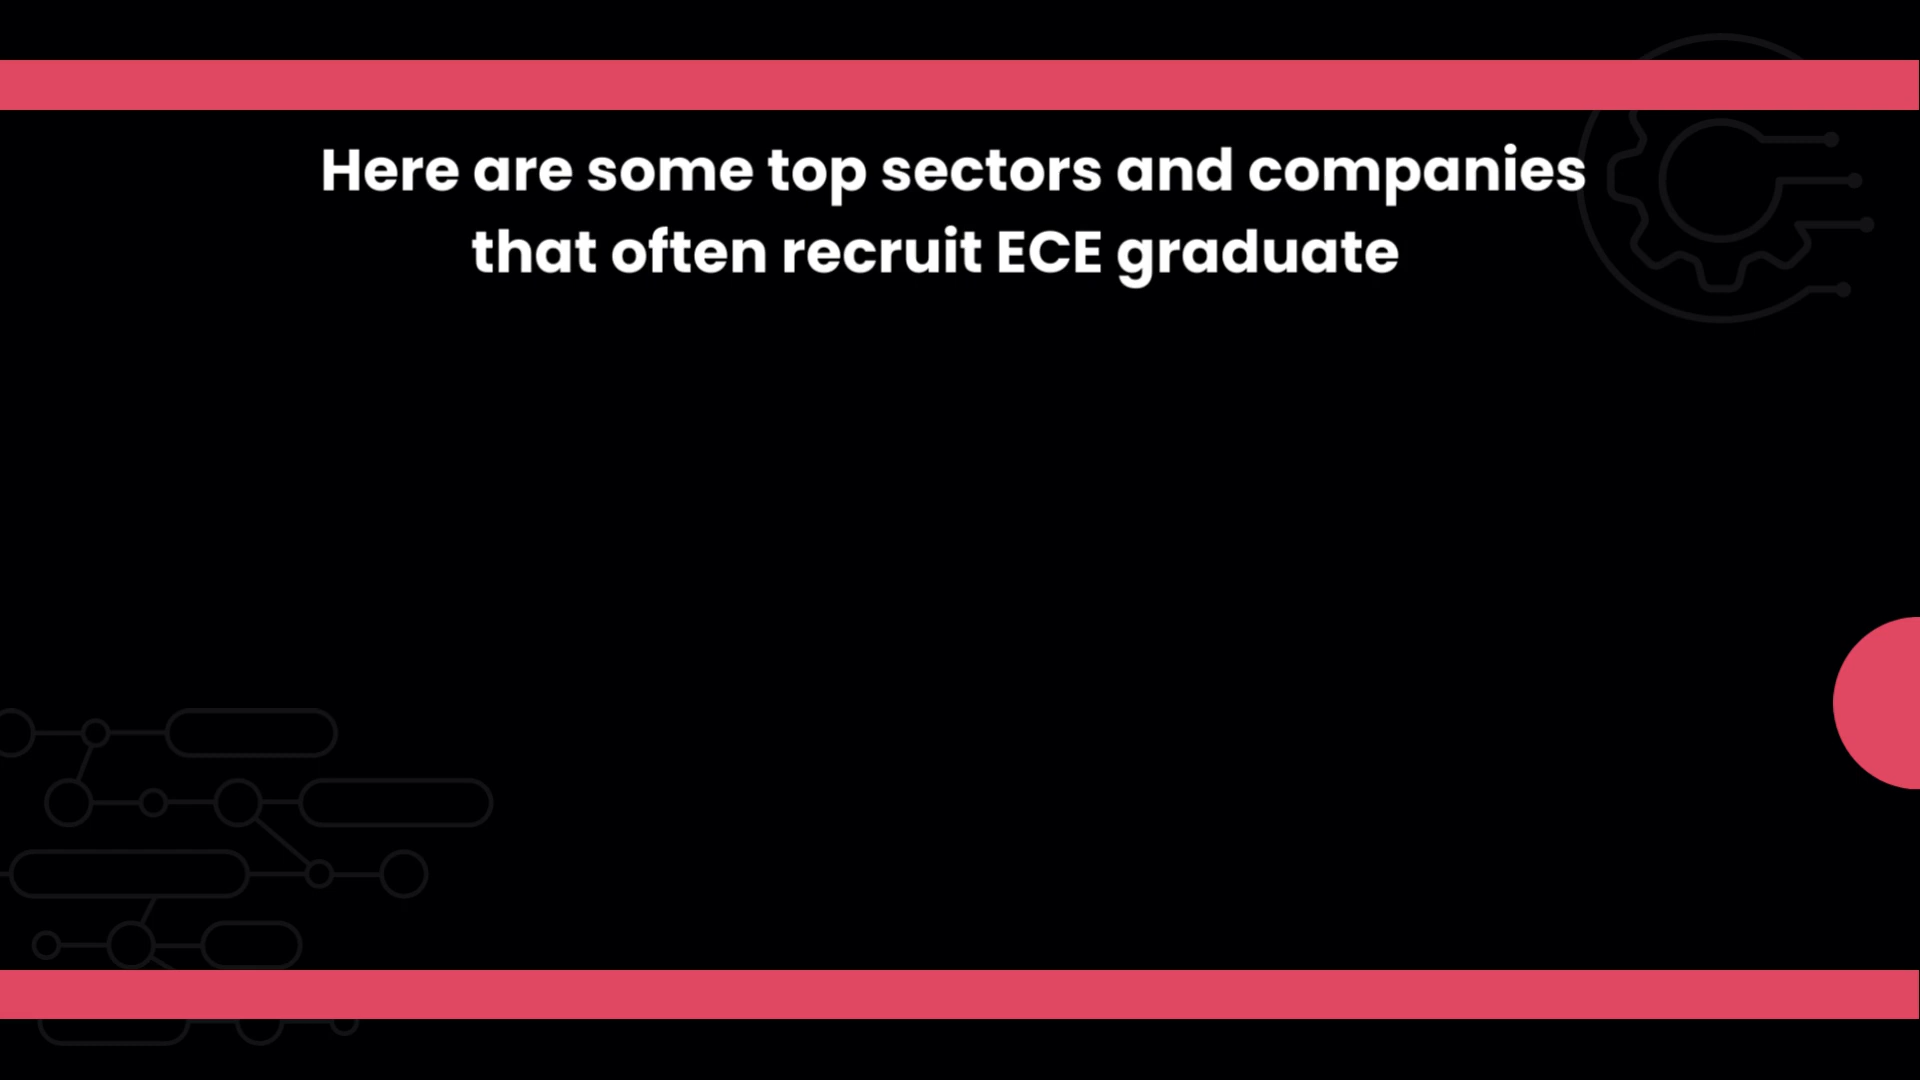 Here are some top sectors and companies
that often recruit ECE graduate